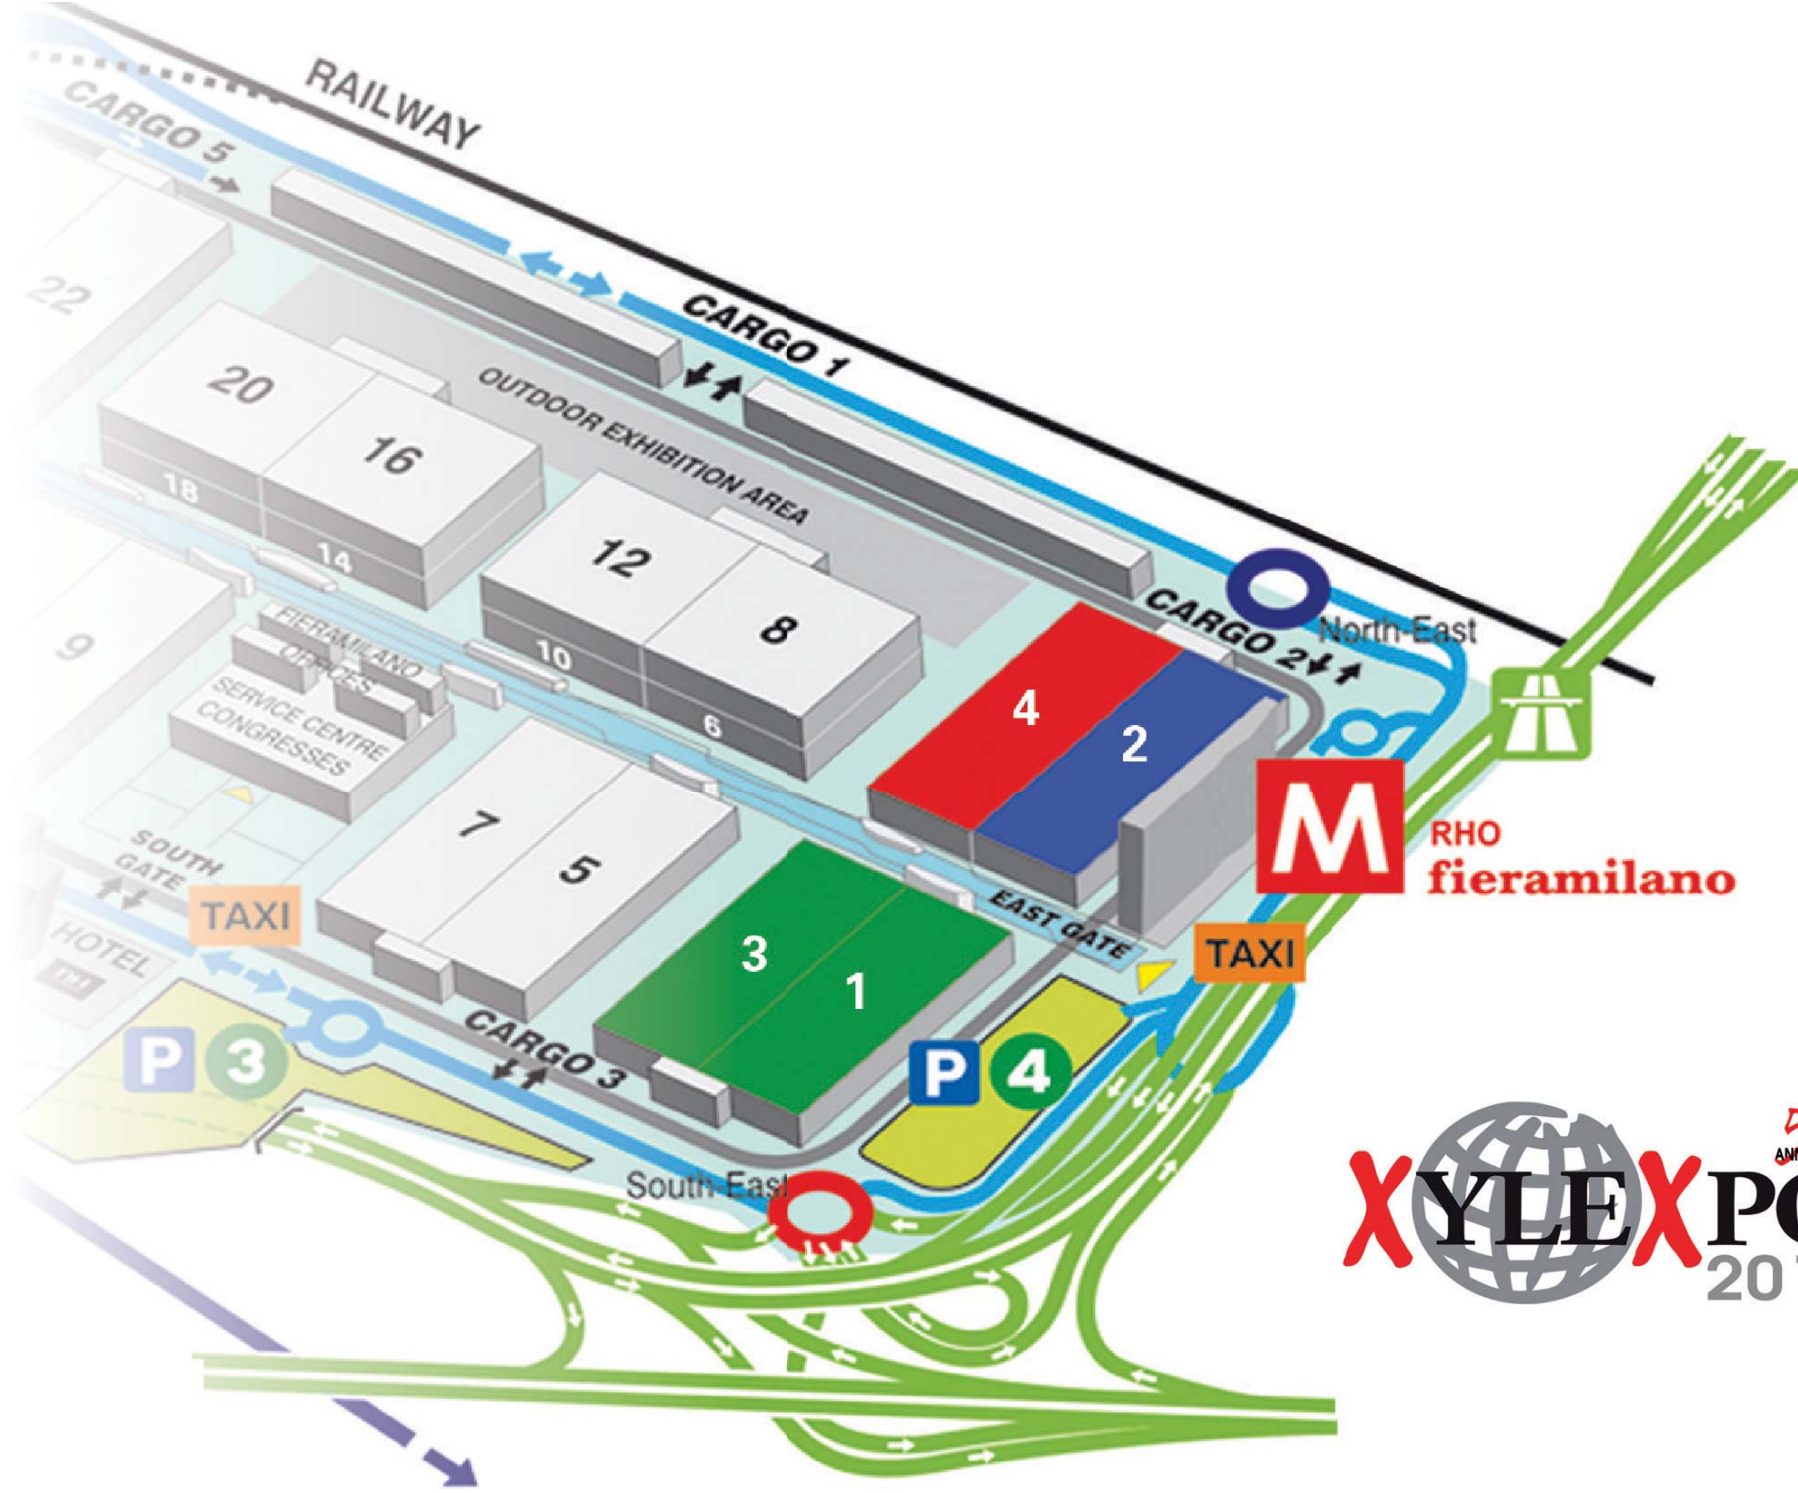 RAILWAY
CARGO 5
22
CARGO 1
20
16
OUTDOOR EXHIBITION AREA
18
14
12
8
CARGO 2
North-East
10
6
9
FIERAMILANO
OFFICES
SERVICE CENTRE
CONGRESSES
4
2
M
RHO
fieramilano
7
5
SOUTH
GATE
TAXI
HOTEL
EAST GATE
TAXI
3
1
P 3
CARGO 3
P 4
South-East
XYLEXPO
20